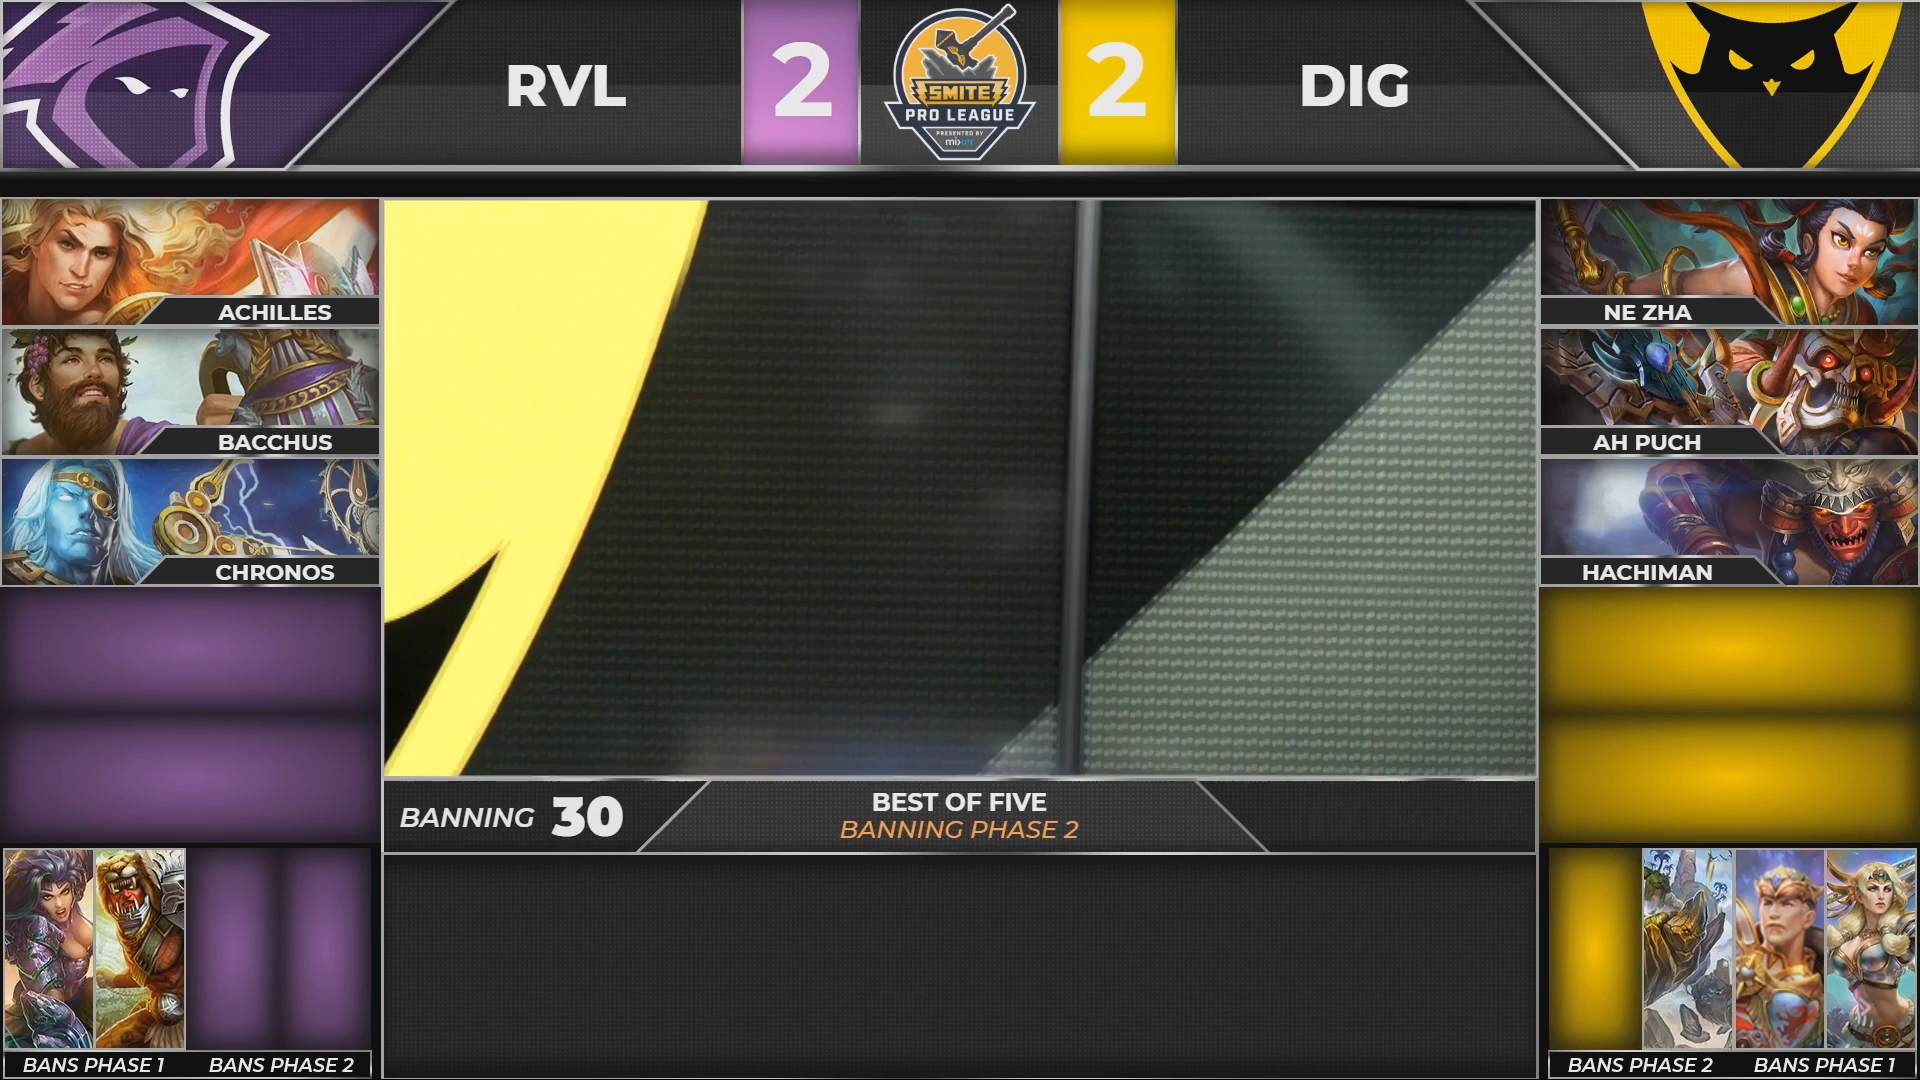 RVL
2
SMITE
PRO LEAGUE
PRESENTED BY
mixer
2
DIG
ACHILLES
BACCHUS
CHRONOS
NE ZHA
AH PUCH
HACHIMAN
BANNING 30
BEST OF FIVE
BANNING PHASE 2
BANS PHASE 1
BANS PHASE 2
BANS PHASE 2
BANS PHASE 1